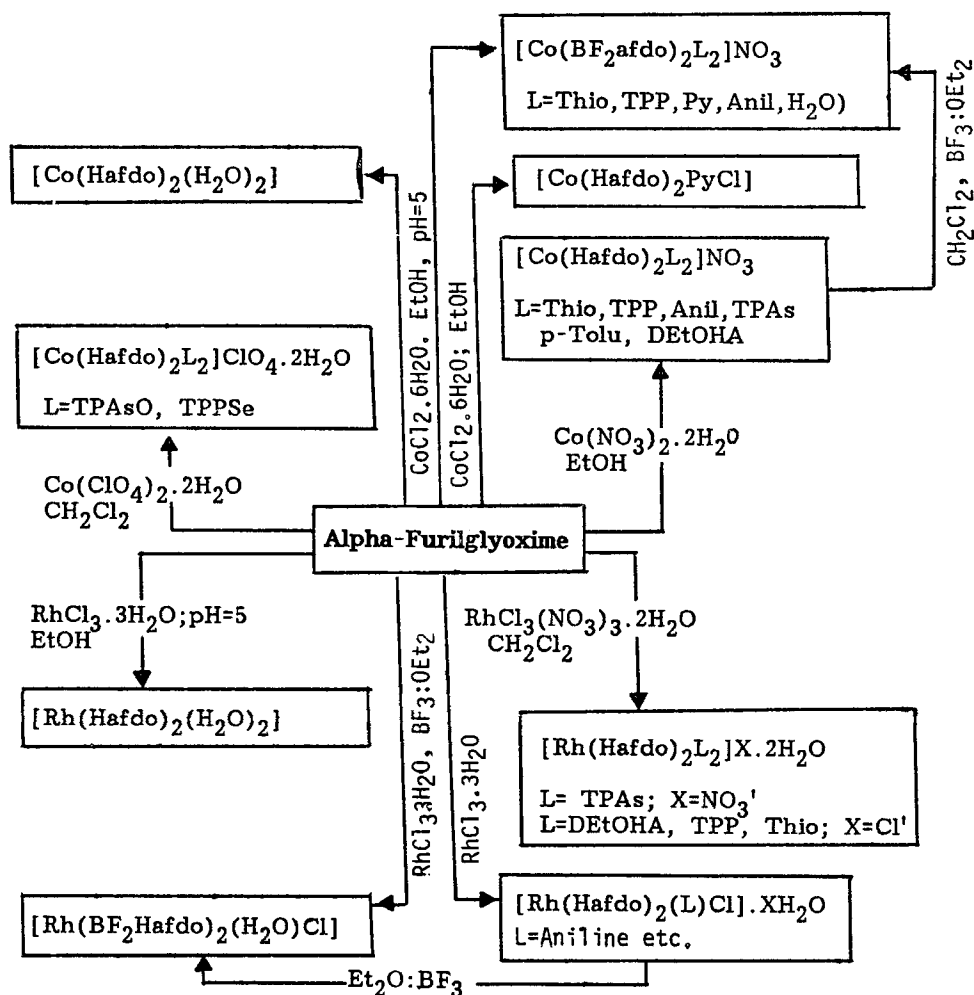 [Co(BF₂afdo)₂L₂]NO₃
L=Thio,TPP,Py,Anil,H₂O)
[Co(Hafdo)₂(H₂O)₂]
[Co(Hafdo)₂PyCl]
CH₂Cl₂, BF₃:OEt₂
[Co(Hafdo)₂L₂]NO₃
L=Thio,TPP,Anil,TPAs
p-Tolu, DEtOHA
CoCl₂.6H₂O. EtOH, pH=5
CoCl₂.6H₂O; EtOH
[Co(Hafdo)₂L₂]ClO₄.2H₂O
L=TPAsO, TPPSe
Co(NO₃)₂.2H₂O
EtOH
Co(ClO₄)₂.2H₂O
CH₂Cl₂
Alpha-Furilglyoxime
RhCl₃.3H₂O;pH=5
EtOH
RhCl₃(NO₃)₃.2H₂O
CH₂Cl₂
RhCl₃3H₂O, BF₃:OEt₂
RhCl₃.3H₂O
[Rh(Hafdo)₂(H₂O)₂]
[Rh(Hafdo)₂L₂]X.2H₂O
L= TPAs; X=NO₃'
L=DEtOHA, TPP, Thio; X=Cl'
[Rh(BF₂Hafdo)₂(H₂O)Cl]
[Rh(Hafdo)₂(L)Cl].XH₂O
L=Aniline etc.
Et₂O:BF₃